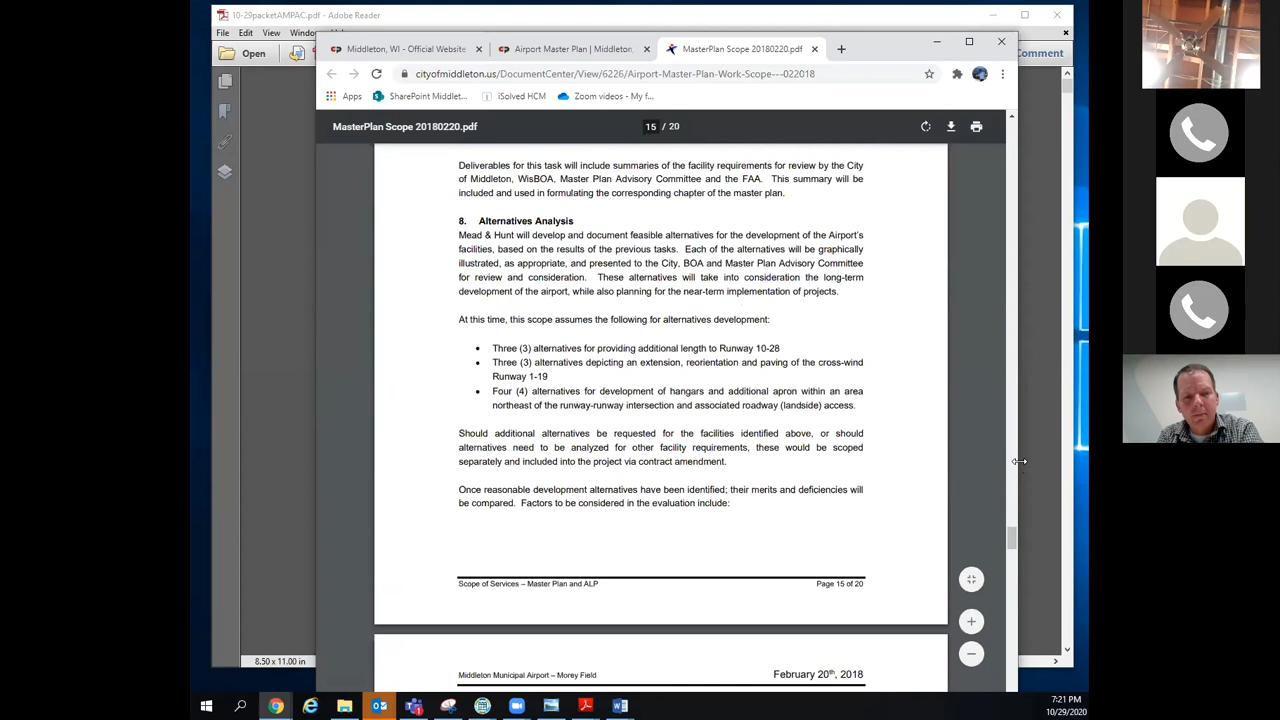 10-29packetAMPAC.pdf - Adobe Reader
File Edit View Window
Open
Comment
Middleton, WI - Official Website
Airport Master Plan | Middleton,
MasterPlan Scope 20180220.pdf
cityofmiddleton.us/DocumentCenter/View/6226/Airport-Master-Plan-Work-Scope---022018
Apps
SharePoint Middlet...
iSolved HCM
Zoom videos - My f...
MasterPlan Scope 20180220.pdf
15 / 20
Deliverables for this task will include summaries of the facility requirements for review by the City
of Middleton, WisBOA, Master Plan Advisory Committee and the FAA. This summary will be
included and used in formulating the corresponding chapter of the master plan.
8. Alternatives Analysis
Mead & Hunt will develop and document feasible alternatives for the development of the Airport's
facilities, based on the results of the previous tasks. Each of the alternatives will be graphically
illustrated, as appropriate, and presented to the City, BOA and Master Plan Advisory Committee
for review and consideration. These alternatives will take into consideration the long-term
development of the airport, while also planning for the near-term implementation of projects.
At this time, this scope assumes the following for alternatives development:
• Three (3) alternatives for providing additional length to Runway 10-28
• Three (3) alternatives depicting an extension, reorientation and paving of the cross-wind
Runway 1-19
• Four (4) alternatives for development of hangars and additional apron within an area
northeast of the runway-runway intersection and associated roadway (landside) access.
Should additional alternatives be requested for the facilities identified above, or should
alternatives need to be analyzed for other facility requirements, these would be scoped
separately and included into the project via contract amendment.
Once reasonable development alternatives have been identified; their merits and deficiencies will
be compared. Factors to be considered in the evaluation include:
Scope of Services – Master Plan and ALP
Page 15 of 20
Middleton Municipal Airport – Morey Field
February 20th, 2018
8.50 x 11.00 in
7:21 PM
10/29/2020